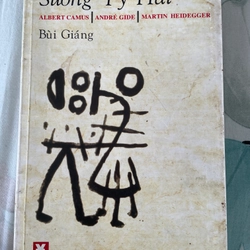 Sương Tỳ Hải
ALBERT CAMUS | ANDRÉ GIDE | MARTIN HEIDEGGER
Bùi Giáng
X